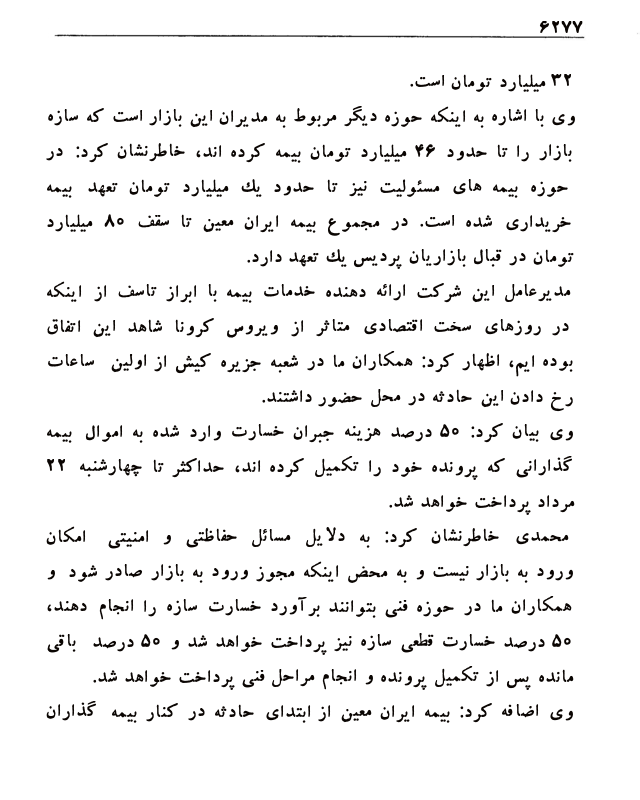 ۶۲۷۷
۳۲ میلیارد تومان است.
وی با اشاره به اینکه حوزه دیگر مربوط به مدیران این بازار است که سازه
بازار را تا حدود ۴۶ میلیارد تومان بیمه کرده اند، خاطرنشان کرد: در
حوزه بیمه های مسئولیت نیز تا حدود یك میلیارد تومان تعهد بیمه
خریداری شده است. در مجموع بیمه ایران معین تا سقف ۸۰ میلیارد
تومان در قبال بازاریان پردیس یك تعهد دارد.
مدیرعامل این شرکت ارائه دهنده خدمات بیمه با ابراز تاسف از اینکه
در روزهای سخت اقتصادی متاثر از ویروس کرونا شاهد این اتفاق
بوده ایم، اظهار کرد: همکاران ما در شعبه جزیره کیش از اولین ساعات
رخ دادن این حادثه در محل حضور داشتند.
وی بیان کرد: ۵۰ درصد هزینه جبران خسارت وارد شده به اموال بیمه
گذارانی که پرونده خود را تکمیل کرده اند، حداکثر تا چهارشنبه ۲۲
مرداد پرداخت خواهد شد.
محمدی خاطرنشان کرد: به دلایل مسائل حفاظتی و امنیتی امکان
ورود به بازار نیست و به محض اینکه مجوز ورود به بازار صادر شود و
همکاران ما در حوزه فنی بتوانند برآورد خسارت سازه را انجام دهند،
۵۰ درصد خسارت قطعی سازه نیز پرداخت خواهد شد و ۵۰ درصد باقی
مانده پس از تکمیل پرونده و انجام مراحل فنی پرداخت خواهد شد.
وی اضافه کرد: بیمه ایران معین از ابتدای حادثه در کنار بیمه گذاران